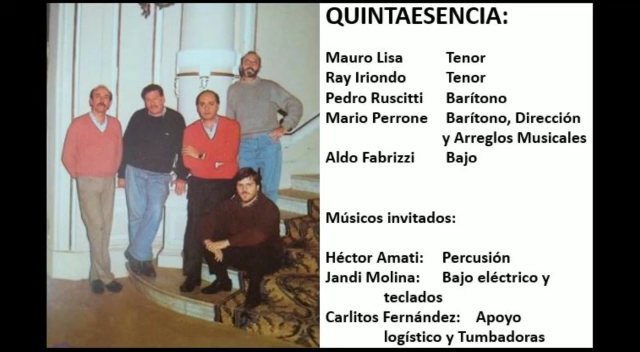 QUINTAESENCIA:
Mauro Lisa Tenor
Ray Iriondo Tenor
Pedro Ruscitti Barítono
Mario Perrone Barítono, Dirección
y Arreglos Musicales
Aldo Fabrizzi Bajo
Músicos invitados:
Héctor Amati: Percusión
Jandi Molina: Bajo eléctrico y
teclados
Carlitos Fernández: Apoyo
logístico y Tumbadoras